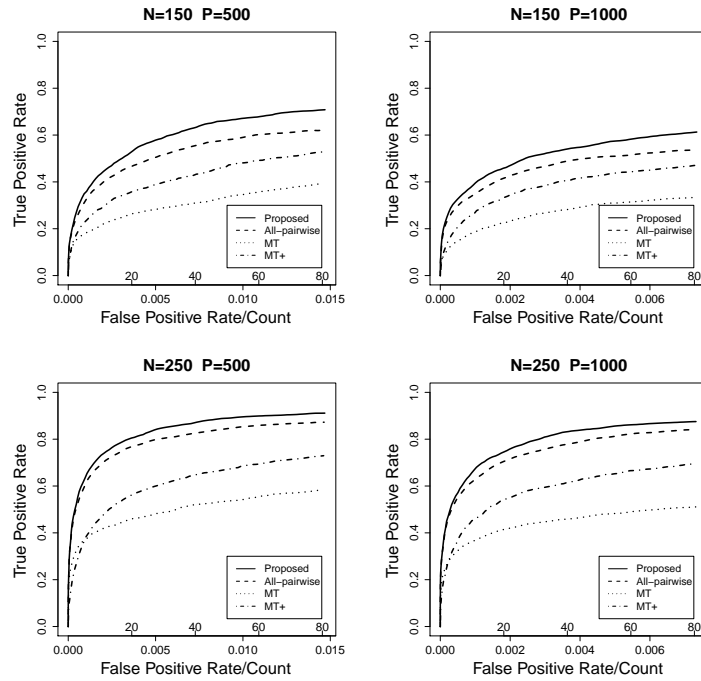 N=150 P=500
True Positive Rate
0.0 0.2 0.4 0.6 0.8 1.0
Proposed
All−pairwise
MT
MT+
20 40 60 80
0.000 0.005 0.010 0.015
False Positive Rate/Count
N=150 P=1000
True Positive Rate
0.0 0.2 0.4 0.6 0.8 1.0
Proposed
All−pairwise
MT
MT+
20 40 60 80
0.000 0.002 0.004 0.006
False Positive Rate/Count
N=250 P=500
True Positive Rate
0.0 0.2 0.4 0.6 0.8 1.0
Proposed
All−pairwise
MT
MT+
20 40 60 80
0.000 0.005 0.010 0.015
False Positive Rate/Count
N=250 P=1000
True Positive Rate
0.0 0.2 0.4 0.6 0.8 1.0
Proposed
All−pairwise
MT
MT+
20 40 60 80
0.000 0.002 0.004 0.006
False Positive Rate/Count